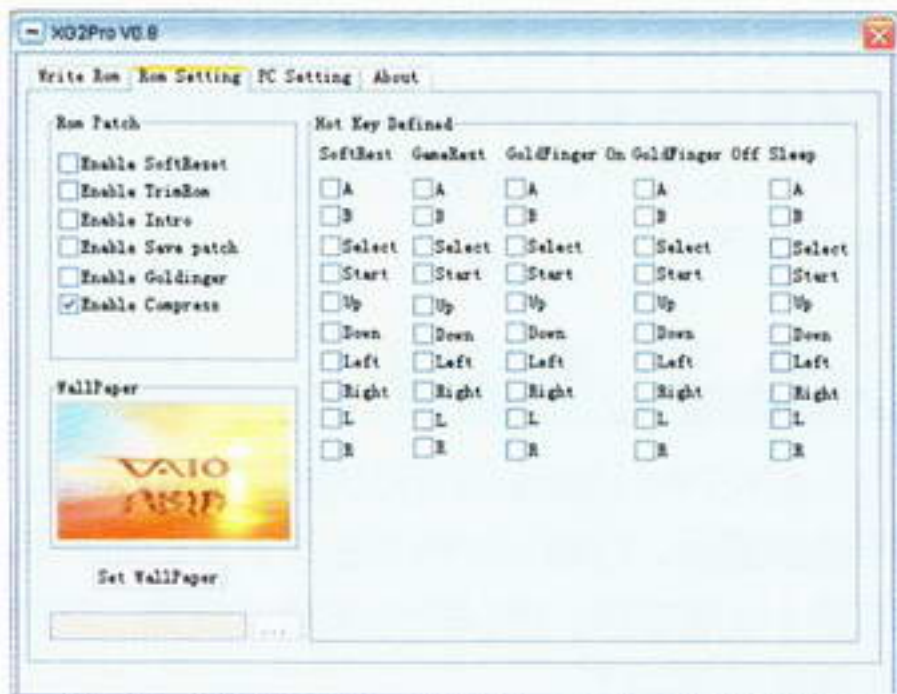 XG2Pro V0.8
Write Rom Rom Setting PC Setting About
Rom Patch
Enable SoftReset
Enable TrimRom
Enable Intro
Enable Save patch
Enable Goldinger
Enable Compress
WallPaper
VAIO
Set WallPaper
...
Hot Key Defined
SoftRest GameRest GoldFinger On GoldFinger Off Sleep
A A A A A
B B B B B
Select Select Select Select Select
Start Start Start Start Start
Up Up Up Up Up
Down Down Down Down Down
Left Left Left Left Left
Right Right Right Right Right
L L L L L
R R R R R